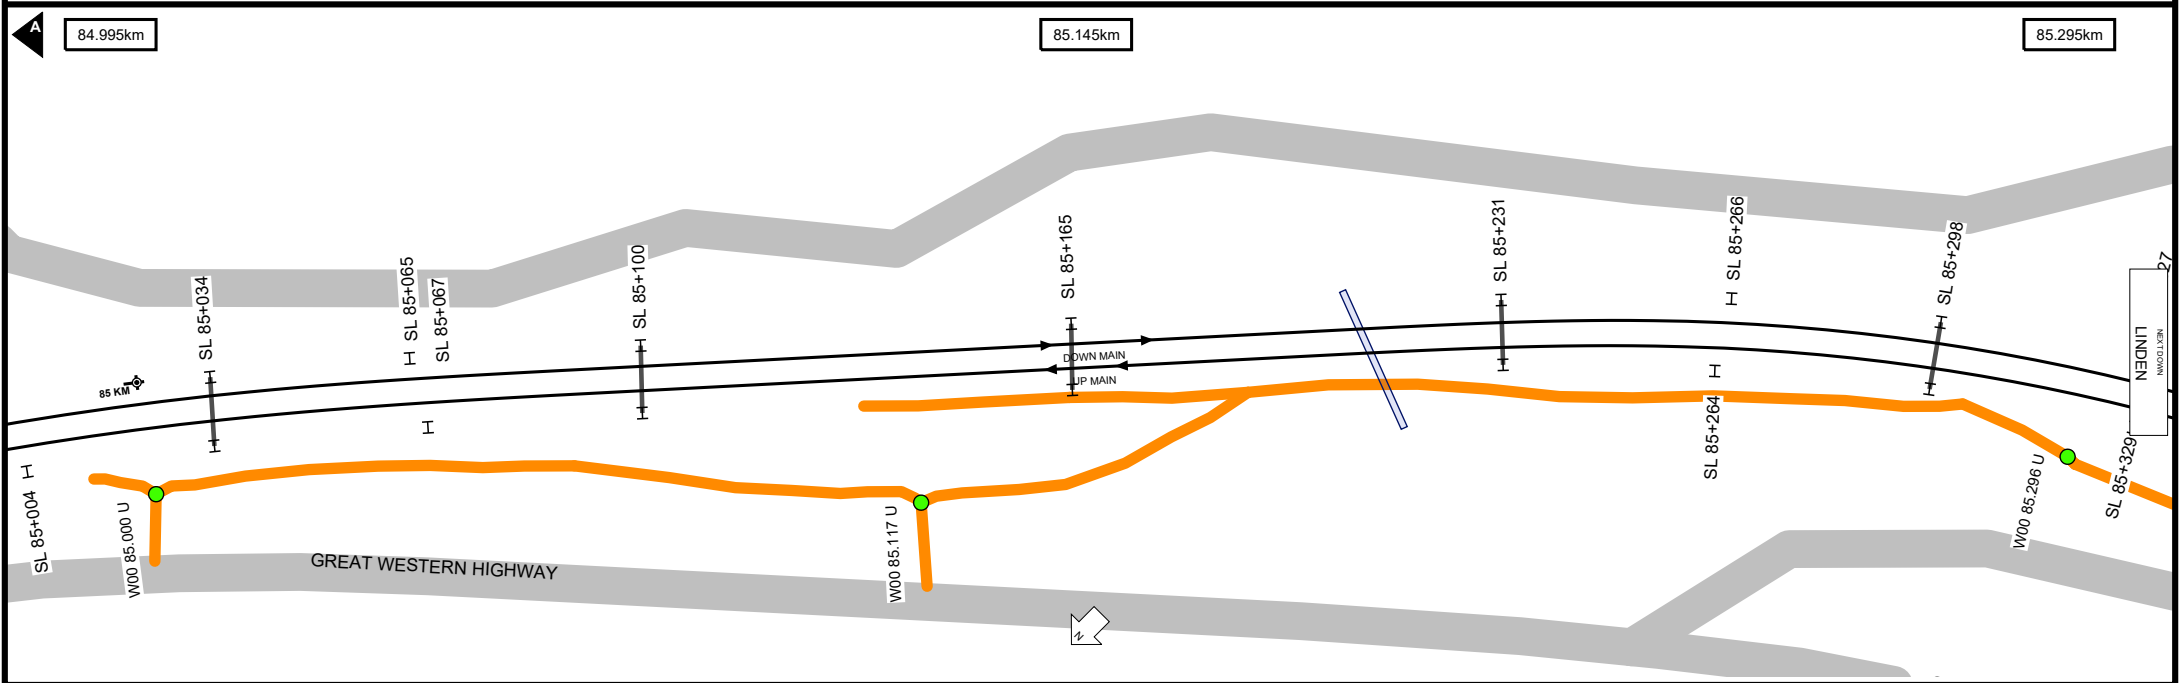 A
84.995km
85.145km
85.295km
SL 85+034
SL 85+065
SL 85+067
SL 85+100
SL 85+165
SL 85+231
SL 85+266
SL 85+298
27
85 KM
DOWN MAIN
UP MAIN
NEXT DOWN
LINDEN
SL 85+004
W00 85.000 U
W00 85.117 U
SL 85+264
W00 85.296 U
SL 85+329
GREAT WESTERN HIGHWAY
N